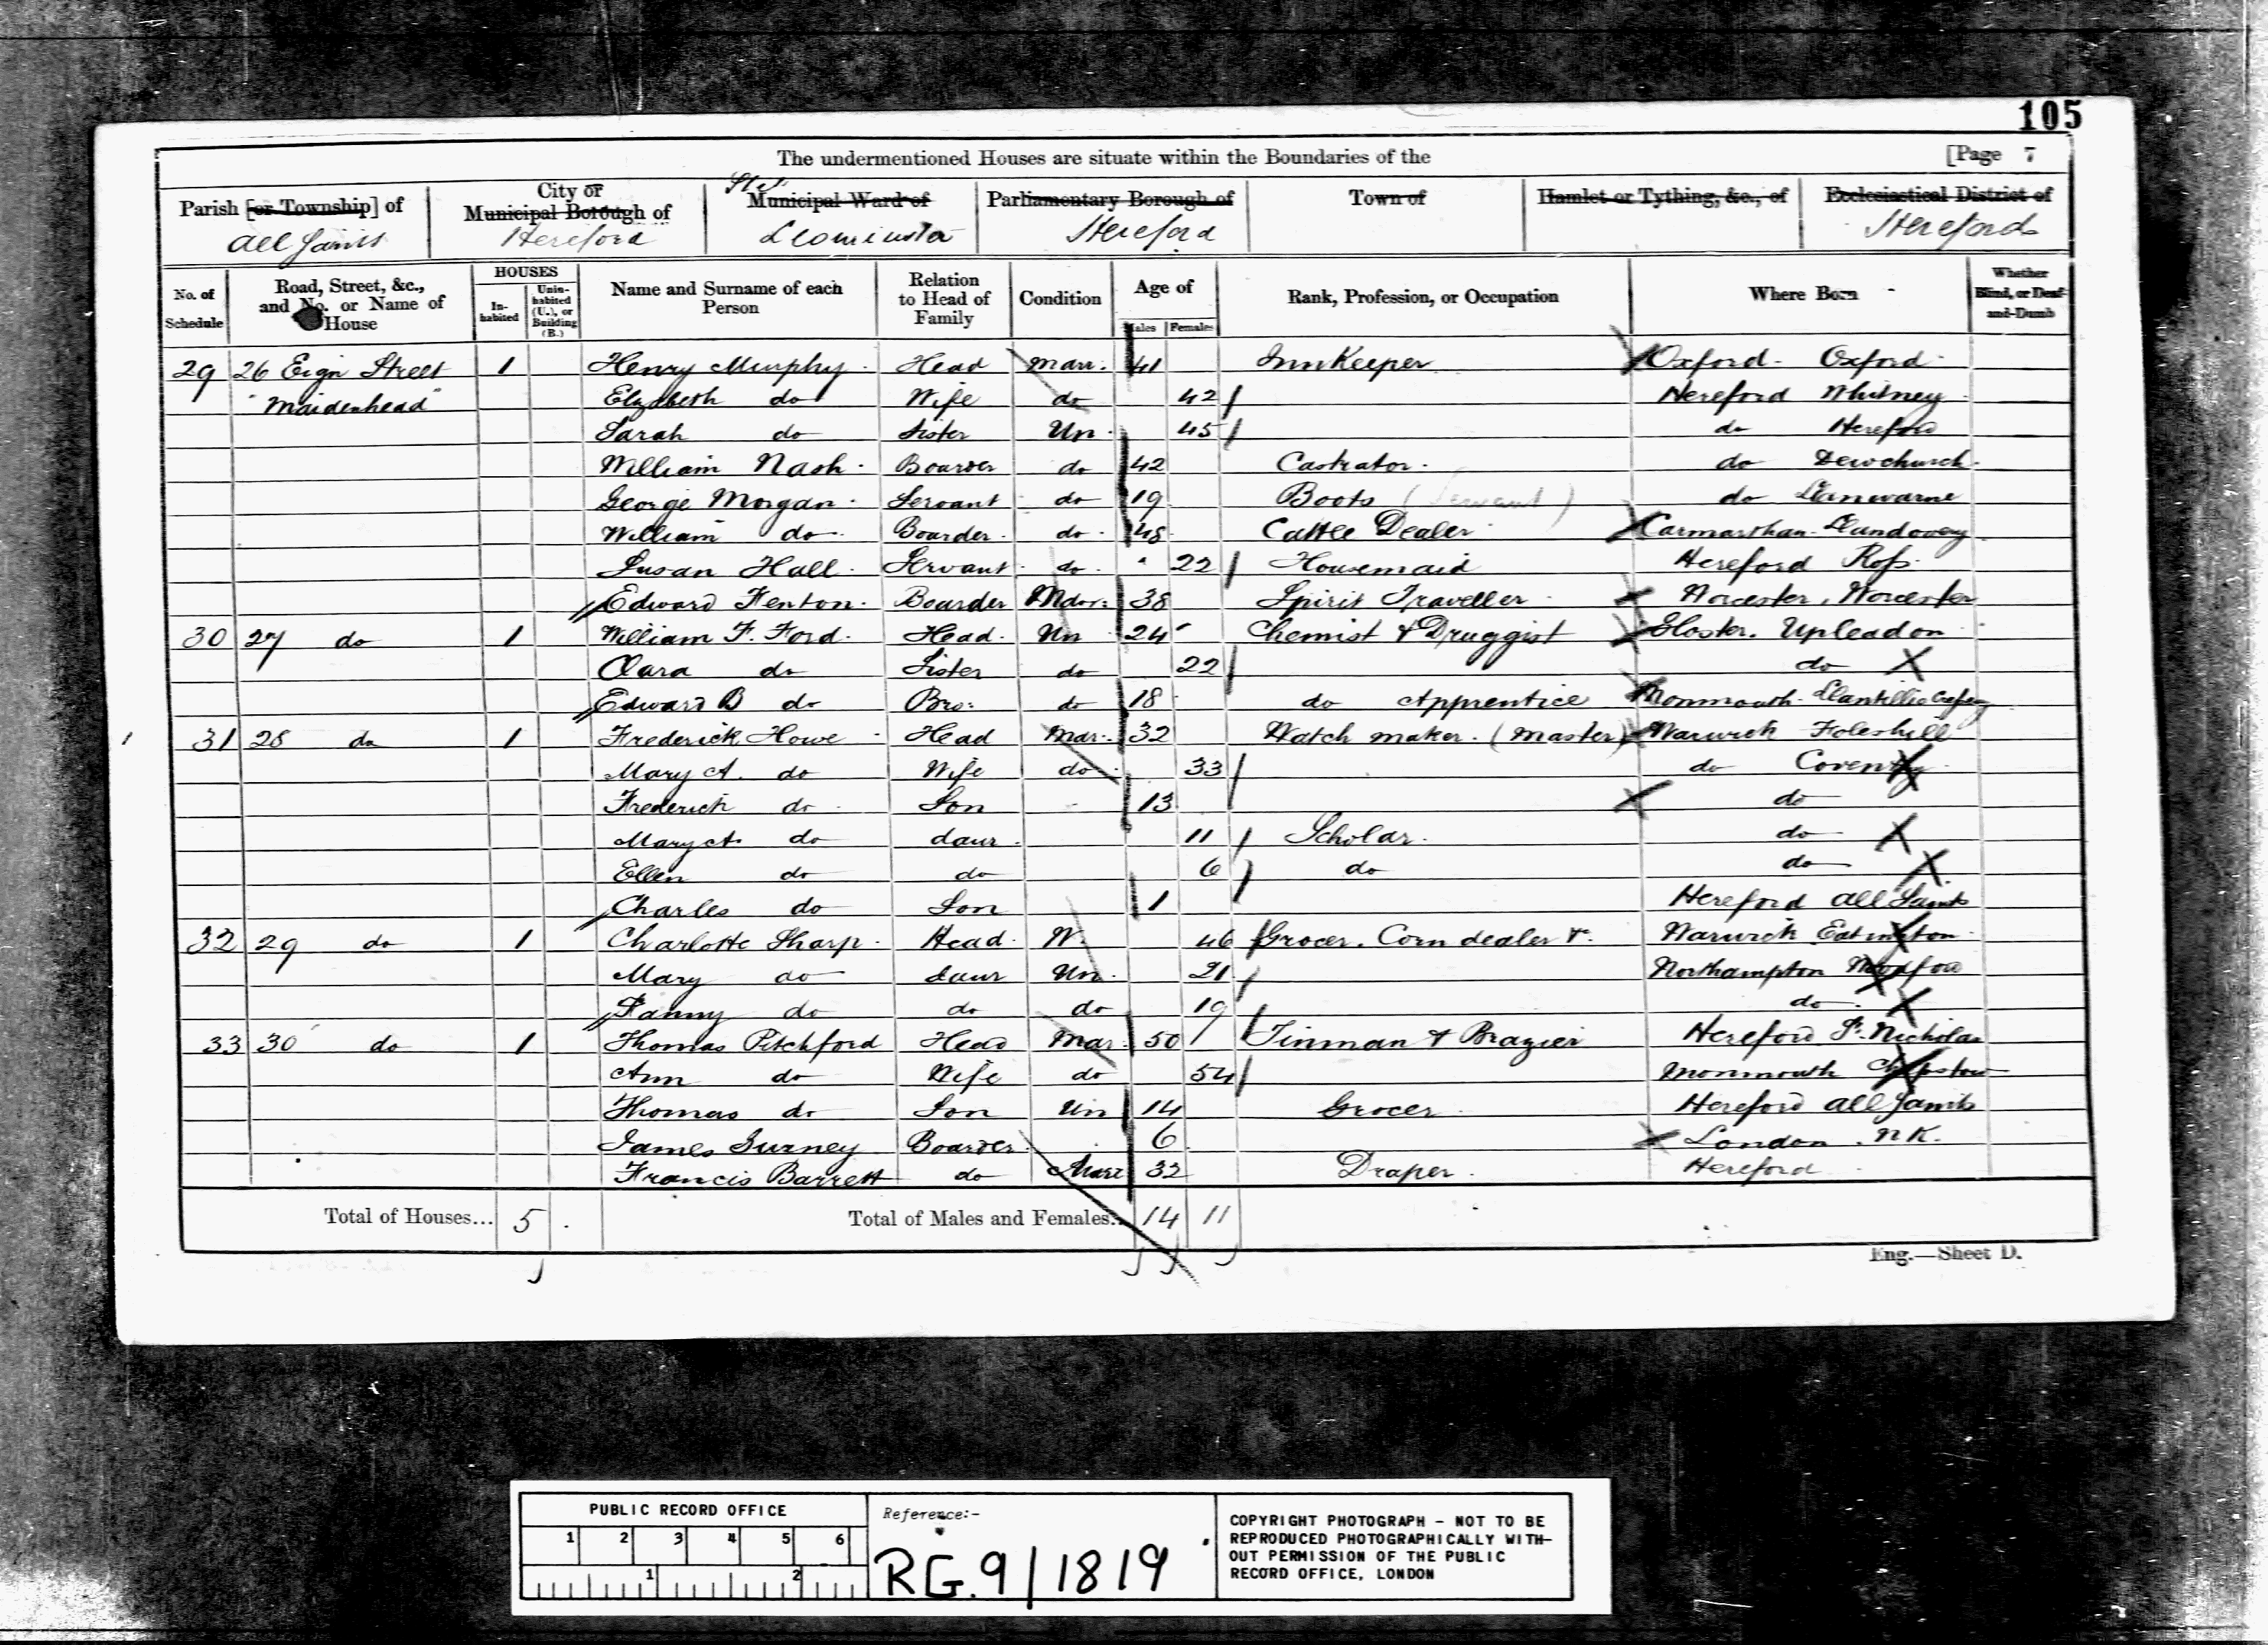 105
The undermentioned Houses are situate within the Boundaries of the [Page 7
Parish [or Township] of City or Municipal Borough of Municipal Ward of Parliamentary Borough of Town of Hamlet or Tything, &c., of Ecclesiastical District of
All Saints Hereford Leominster Hereford Hereford
No. of Schedule Road, Street, &c., and No. or Name of House HOUSES Inhabited Uninhabited (U.), or Building (B.) Name and Surname of each Person Relation to Head of Family Condition Age of Males Females Rank, Profession, or Occupation Where Born Whether Blind, or Deaf-and-Dumb
29 26 Eign Street 1 Henry Murphy Head Marr. 41 InnKeeper Oxford - Oxford
"Maidenhead" Elizabeth do Wife do 42 Hereford Whitney
Sarah do Sister Un 45 do Hereford
William Nash Boarder do 42 Castrator do Dewchurch
George Morgan Servant do 19 Boots (Servant) do Llanwarne
William do Boarder do 48 Cattle Dealer Carmarthan - Llandovery
Susan Hall Servant do 22 Housemaid Hereford Ross
Edward Fenton Boarder 38 Spirit Traveller Worcester, Worcester
30 27 do 1 William F. Ford Head Un 24 Chemist & Druggist Gloster. Upleadon
Clara do Sister do 22 do
Edward B do Bro: do 18 do Apprentice Monmouth - Llantillio
31 28 do 1 Frederick Howe Head Mar: 32 Watch maker (master) Warwick Foleshill
Mary A. do Wife do 33 do Coventry
Frederick do Son 13 do
Mary A. do daur 11 Scholar do
Ellen do do 6 do do
Charles do Son 1 Hereford All Saints
32 29 do 1 Charlotte Sharp Head W. 46 Grocer, Corn dealer &. Warwick Eatington
Mary do daur Un. 21 Northampton
Fanny do do do 19 do
33 30 do 1 Thomas Pitchford Head Mar. 50 Tinman & Brazier Hereford St. Nicholas
Ann do Wife do 54 Monmouth Chepstow
Thomas do Son Un 14 Grocer Hereford All Saints
James Gurney Boarder 6 London N.K.
Francis Barrett do Marr 32 Draper Hereford
Total of Houses... 5 Total of Males and Females.. 14 11
Eng.—Sheet D.
PUBLIC RECORD OFFICE
1 2 3 4 5 6
1 2
Reference:-
RG.9/1819
COPYRIGHT PHOTOGRAPH - NOT TO BE
REPRODUCED PHOTOGRAPHICALLY WITH-
OUT PERMISSION OF THE PUBLIC
RECORD OFFICE, LONDON